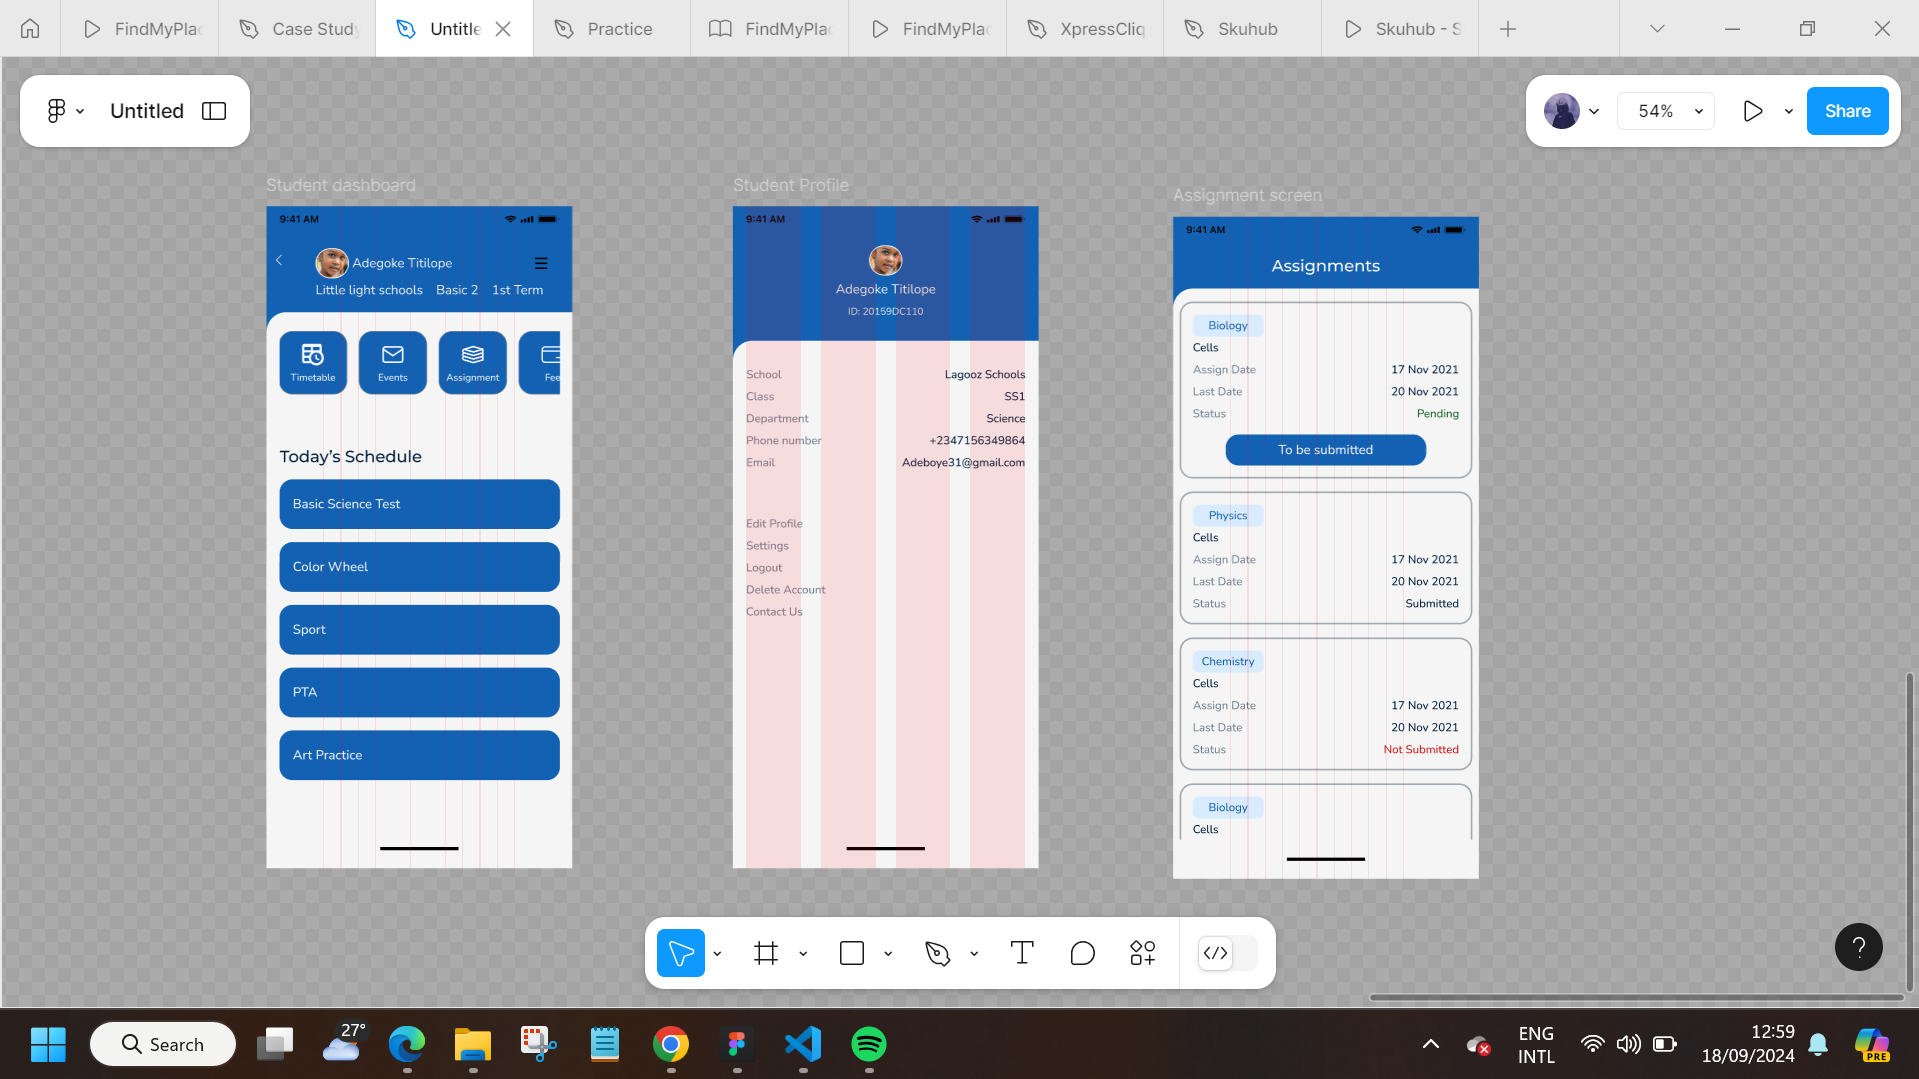 FindMyPlac
Case Study
Untitle
Practice
FindMyPla
FindMyPlac
XpressCliq
Skuhub
Skuhub - S
Untitled
54%
Share
Student dashboard
9:41 AM
Adegoke Titilope
Little light schools Basic 2 1st Term
Timetable
Events
Assignment
Fee
Today's Schedule
Basic Science Test
Color Wheel
Sport
PTA
Art Practice
Student Profile
9:41 AM
Adegoke Titilope
ID: 20159DC110
School Lagooz Schools
Class SS1
Department Science
Phone number +2347156349864
Email Adeboye31@gmail.com
Edit Profile
Settings
Logout
Delete Account
Contact Us
Assignment screen
9:41 AM
Assignments
Biology
Cells
Assign Date 17 Nov 2021
Last Date 20 Nov 2021
Status Pending
To be submitted
Physics
Cells
Assign Date 17 Nov 2021
Last Date 20 Nov 2021
Status Submitted
Chemistry
Cells
Assign Date 17 Nov 2021
Last Date 20 Nov 2021
Status Not Submitted
Biology
Cells
?
Search
27°
ENG
INTL
12:59
18/09/2024
PRE